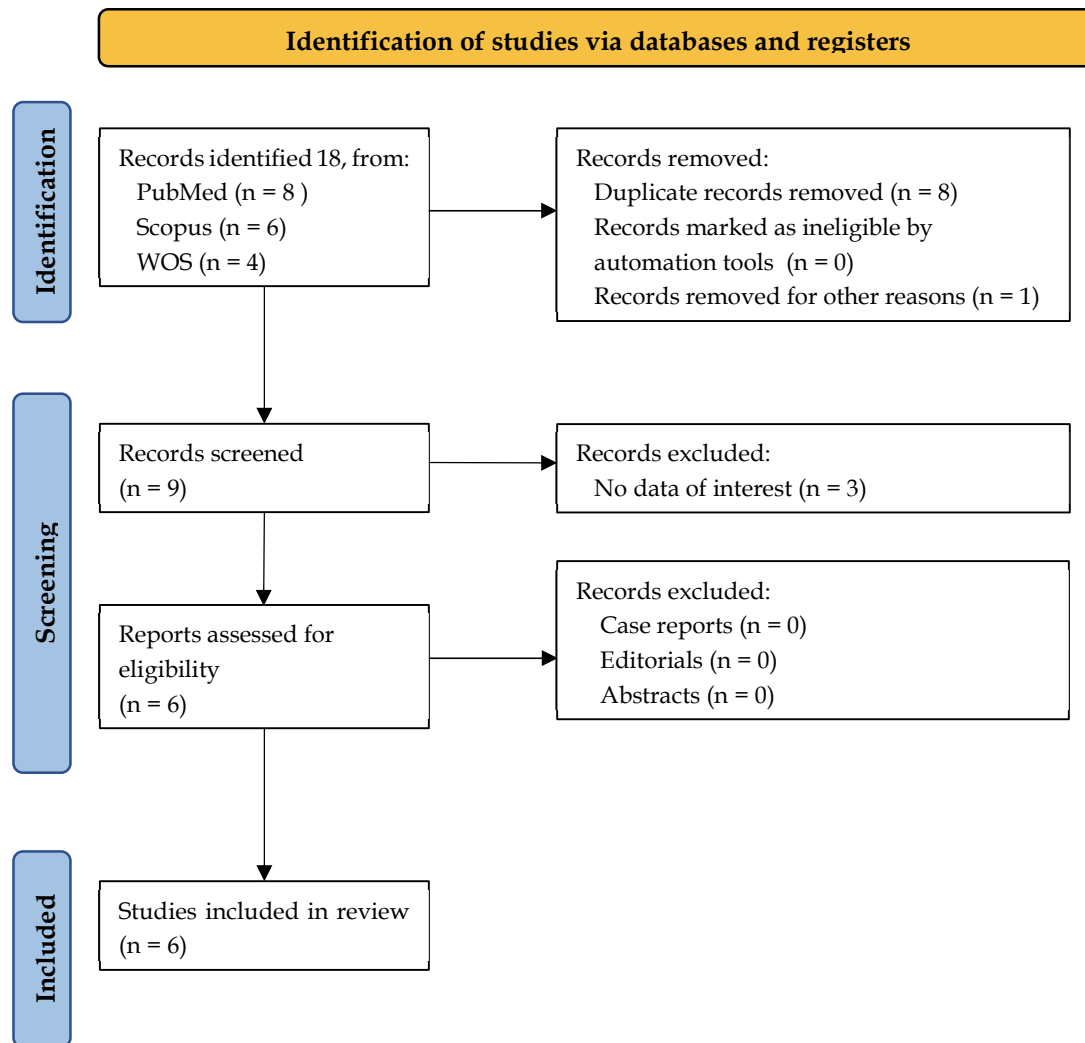 Identification of studies via databases and registers
Identification
Records identified 18, from:
PubMed (n = 8 )
Scopus (n = 6)
WOS (n = 4)
Records removed:
Duplicate records removed (n = 8)
Records marked as ineligible by
automation tools (n = 0)
Records removed for other reasons (n = 1)
Screening
Records screened
(n = 9)
Records excluded:
No data of interest (n = 3)
Reports assessed for
eligibility
(n = 6)
Records excluded:
Case reports (n = 0)
Editorials (n = 0)
Abstracts (n = 0)
Included
Studies included in review
(n = 6)